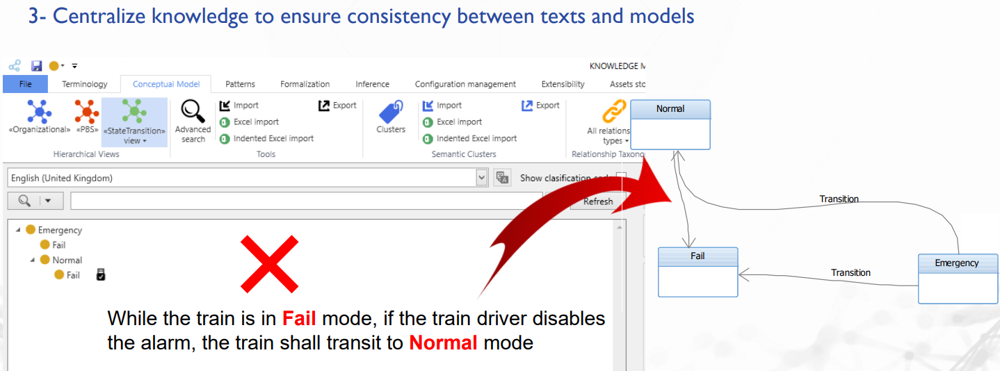 3- Centralize knowledge to ensure consistency between texts and models
KNOWLEDGE M
File Terminology Conceptual Model Patterns Formalization Inference Configuration management Extensibility Assets sto
«Organizational» «PBS» «StateTransition» view
Advanced search
Import Export
Excel import
Indented Excel import
Clusters
Import Export
Excel import
Indented Excel import
All relations types
Hierarchical Views Tools Semantic Clusters Relationship Taxono
English (United Kingdom) Show clasification code
Refresh
Emergency
Fail
Normal
Fail
While the train is in Fail mode, if the train driver disables
the alarm, the train shall transit to Normal mode
Normal
Transition
Fail
Transition
Emergency